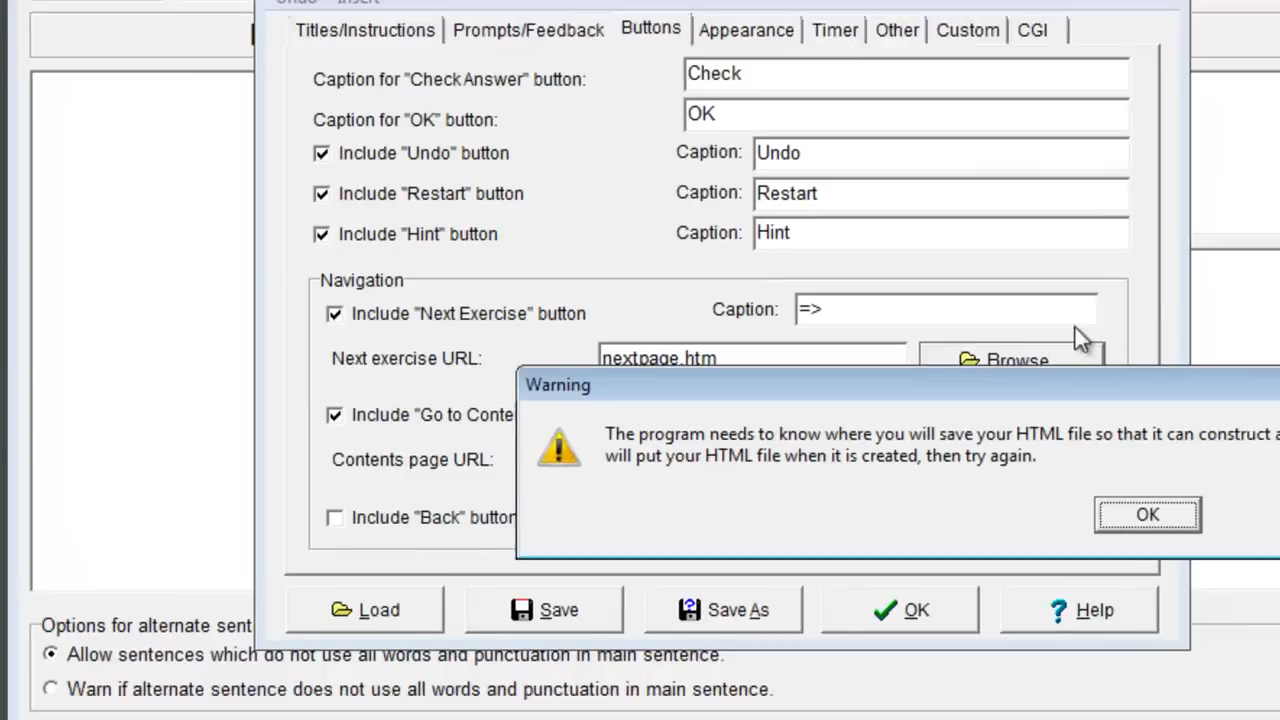 Titles/Instructions Prompts/Feedback Buttons Appearance Timer Other Custom CGI
Caption for "Check Answer" button: Check
Caption for "OK" button: OK
Include "Undo" button Caption: Undo
Include "Restart" button Caption: Restart
Include "Hint" button Caption: Hint
Navigation
Include "Next Exercise" button Caption: =>
Next exercise URL: nextpage.htm Browse
Warning
Include "Go to Conte
The program needs to know where you will save your HTML file so that it can construct a
will put your HTML file when it is created, then try again.
Contents page URL:
OK
Include "Back" button
Load Save Save As OK Help
Options for alternate sent
Allow sentences which do not use all words and punctuation in main sentence.
Warn if alternate sentence does not use all words and punctuation in main sentence.